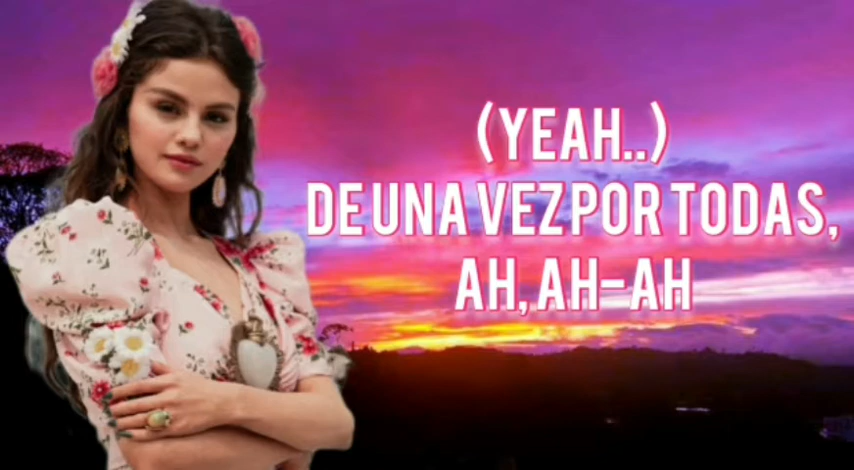 (YEAH..)
DE UNA VEZ POR TODAS,
AH, AH-AH